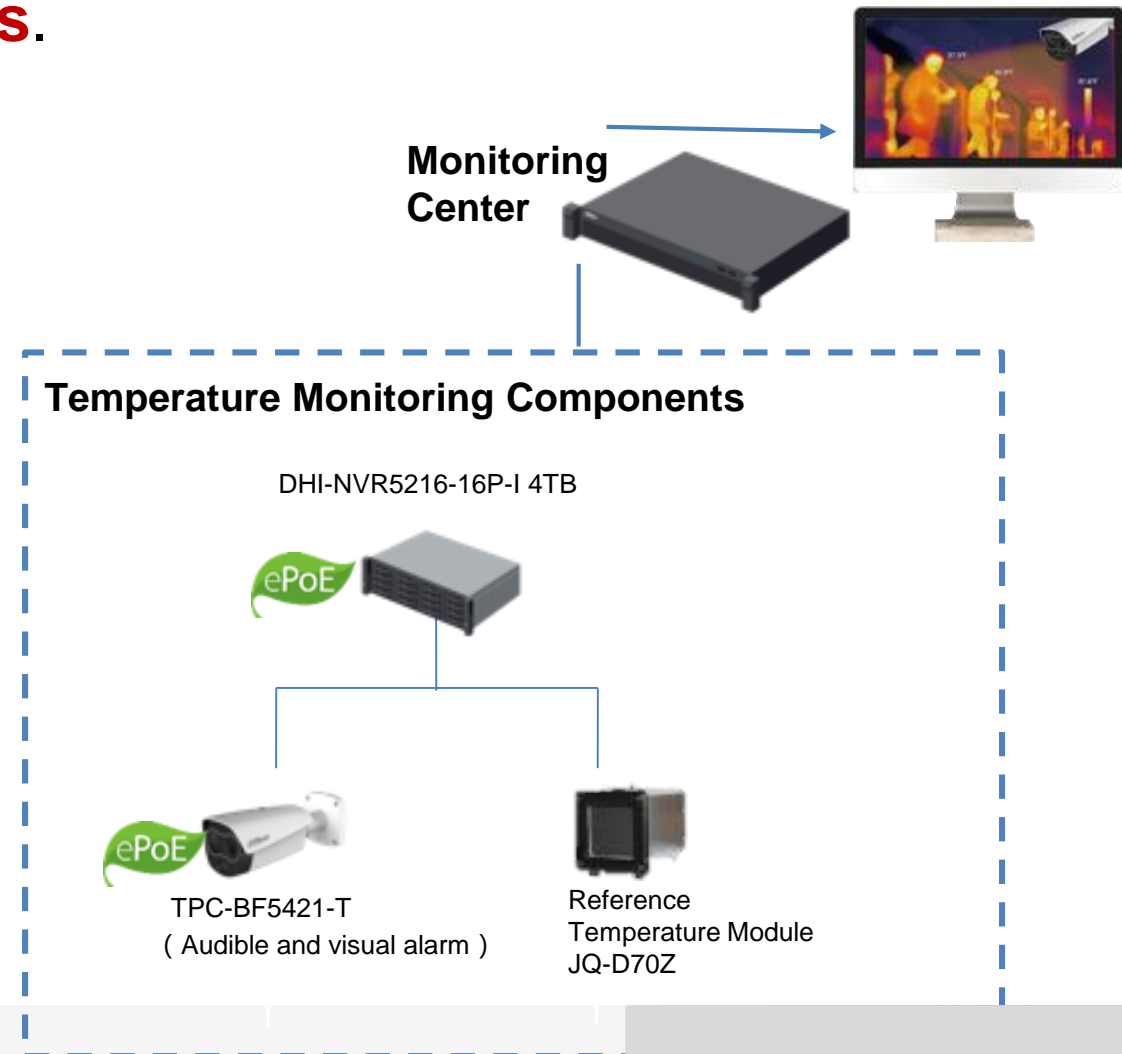 s.
Monitoring
Center
Temperature Monitoring Components
DHI-NVR5216-16P-I 4TB
ePoE
ePoE
TPC-BF5421-T
( Audible and visual alarm )
Reference
Temperature Module
JQ-D70Z